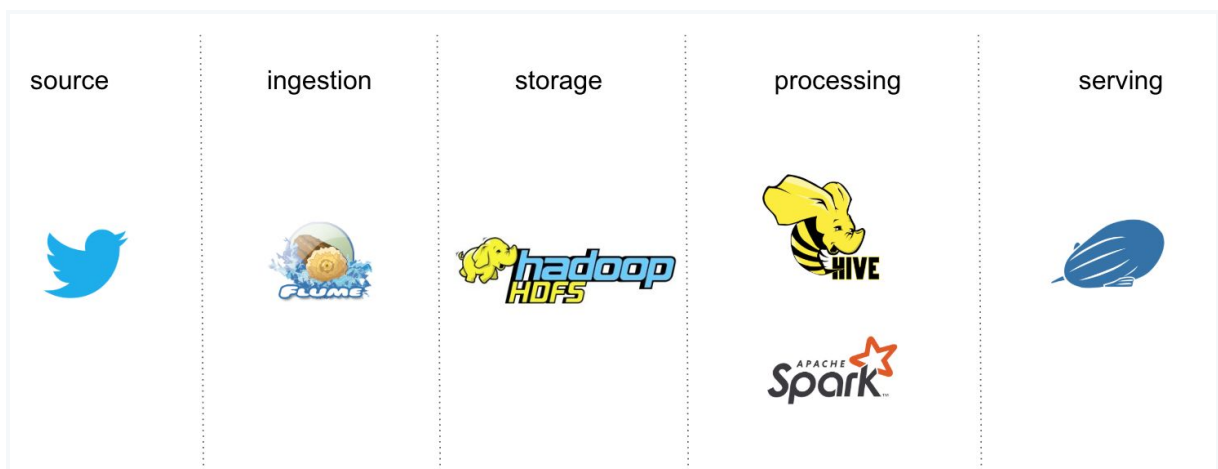 source
ingestion
storage
processing
serving
FLUME
hadoop
HDFS
HIVE
APACHE
Spark